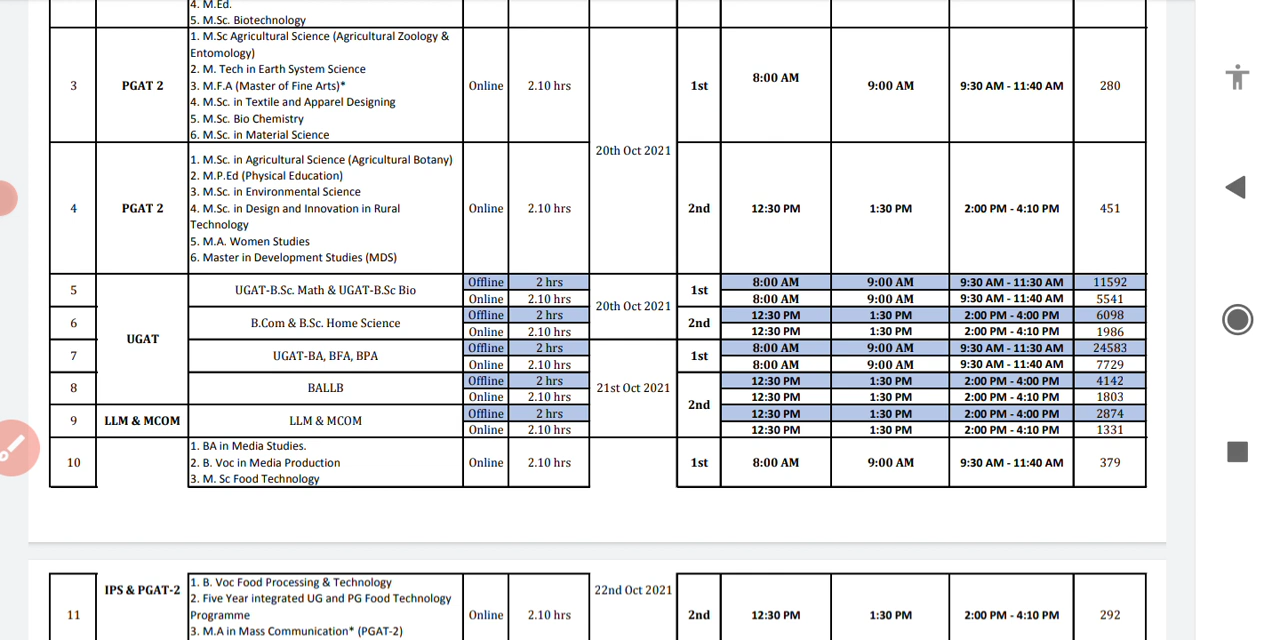 4. M.Ed.
5. M.Sc. Biotechnology
3 PGAT 2 1. M.Sc Agricultural Science (Agricultural Zoology &
Entomology)
2. M. Tech in Earth System Science
3. M.F.A (Master of Fine Arts)*
4. M.Sc. in Textile and Apparel Designing
5. M.Sc. Bio Chemistry
6. M.Sc. in Material Science
Online 2.10 hrs 20th Oct 2021 1st 8:00 AM 9:00 AM 9:30 AM - 11:40 AM 280
4 PGAT 2 1. M.Sc. in Agricultural Science (Agricultural Botany)
2. M.P.Ed (Physical Education)
3. M.Sc. in Environmental Science
4. M.Sc. in Design and Innovation in Rural
Technology
5. M.A. Women Studies
6. Master in Development Studies (MDS)
Online 2.10 hrs 2nd 12:30 PM 1:30 PM 2:00 PM - 4:10 PM 451
5 UGAT UGAT-B.Sc. Math & UGAT-B.Sc Bio 20th Oct 2021 1st
Offline 2 hrs 8:00 AM 9:00 AM 9:30 AM - 11:30 AM 11592
Online 2.10 hrs 8:00 AM 9:00 AM 9:30 AM - 11:40 AM 5541
6 B.Com & B.Sc. Home Science 2nd
Offline 2 hrs 12:30 PM 1:30 PM 2:00 PM - 4:00 PM 6098
Online 2.10 hrs 12:30 PM 1:30 PM 2:00 PM - 4:10 PM 1986
7 UGAT-BA, BFA, BPA 21st Oct 2021 1st
Offline 2 hrs 8:00 AM 9:00 AM 9:30 AM - 11:30 AM 24583
Online 2.10 hrs 8:00 AM 9:00 AM 9:30 AM - 11:40 AM 7729
8 BALLB 2nd
Offline 2 hrs 12:30 PM 1:30 PM 2:00 PM - 4:00 PM 4142
Online 2.10 hrs 12:30 PM 1:30 PM 2:00 PM - 4:10 PM 1803
9 LLM & MCOM LLM & MCOM
Offline 2 hrs 12:30 PM 1:30 PM 2:00 PM - 4:00 PM 2874
Online 2.10 hrs 12:30 PM 1:30 PM 2:00 PM - 4:10 PM 1331
10 1. BA in Media Studies.
2. B. Voc in Media Production
3. M. Sc Food Technology
Online 2.10 hrs 1st 8:00 AM 9:00 AM 9:30 AM - 11:40 AM 379
11 IPS & PGAT-2 1. B. Voc Food Processing & Technology
2. Five Year integrated UG and PG Food Technology
Programme
3. M.A in Mass Communication* (PGAT-2)
Online 2.10 hrs 22nd Oct 2021 2nd 12:30 PM 1:30 PM 2:00 PM - 4:10 PM 292